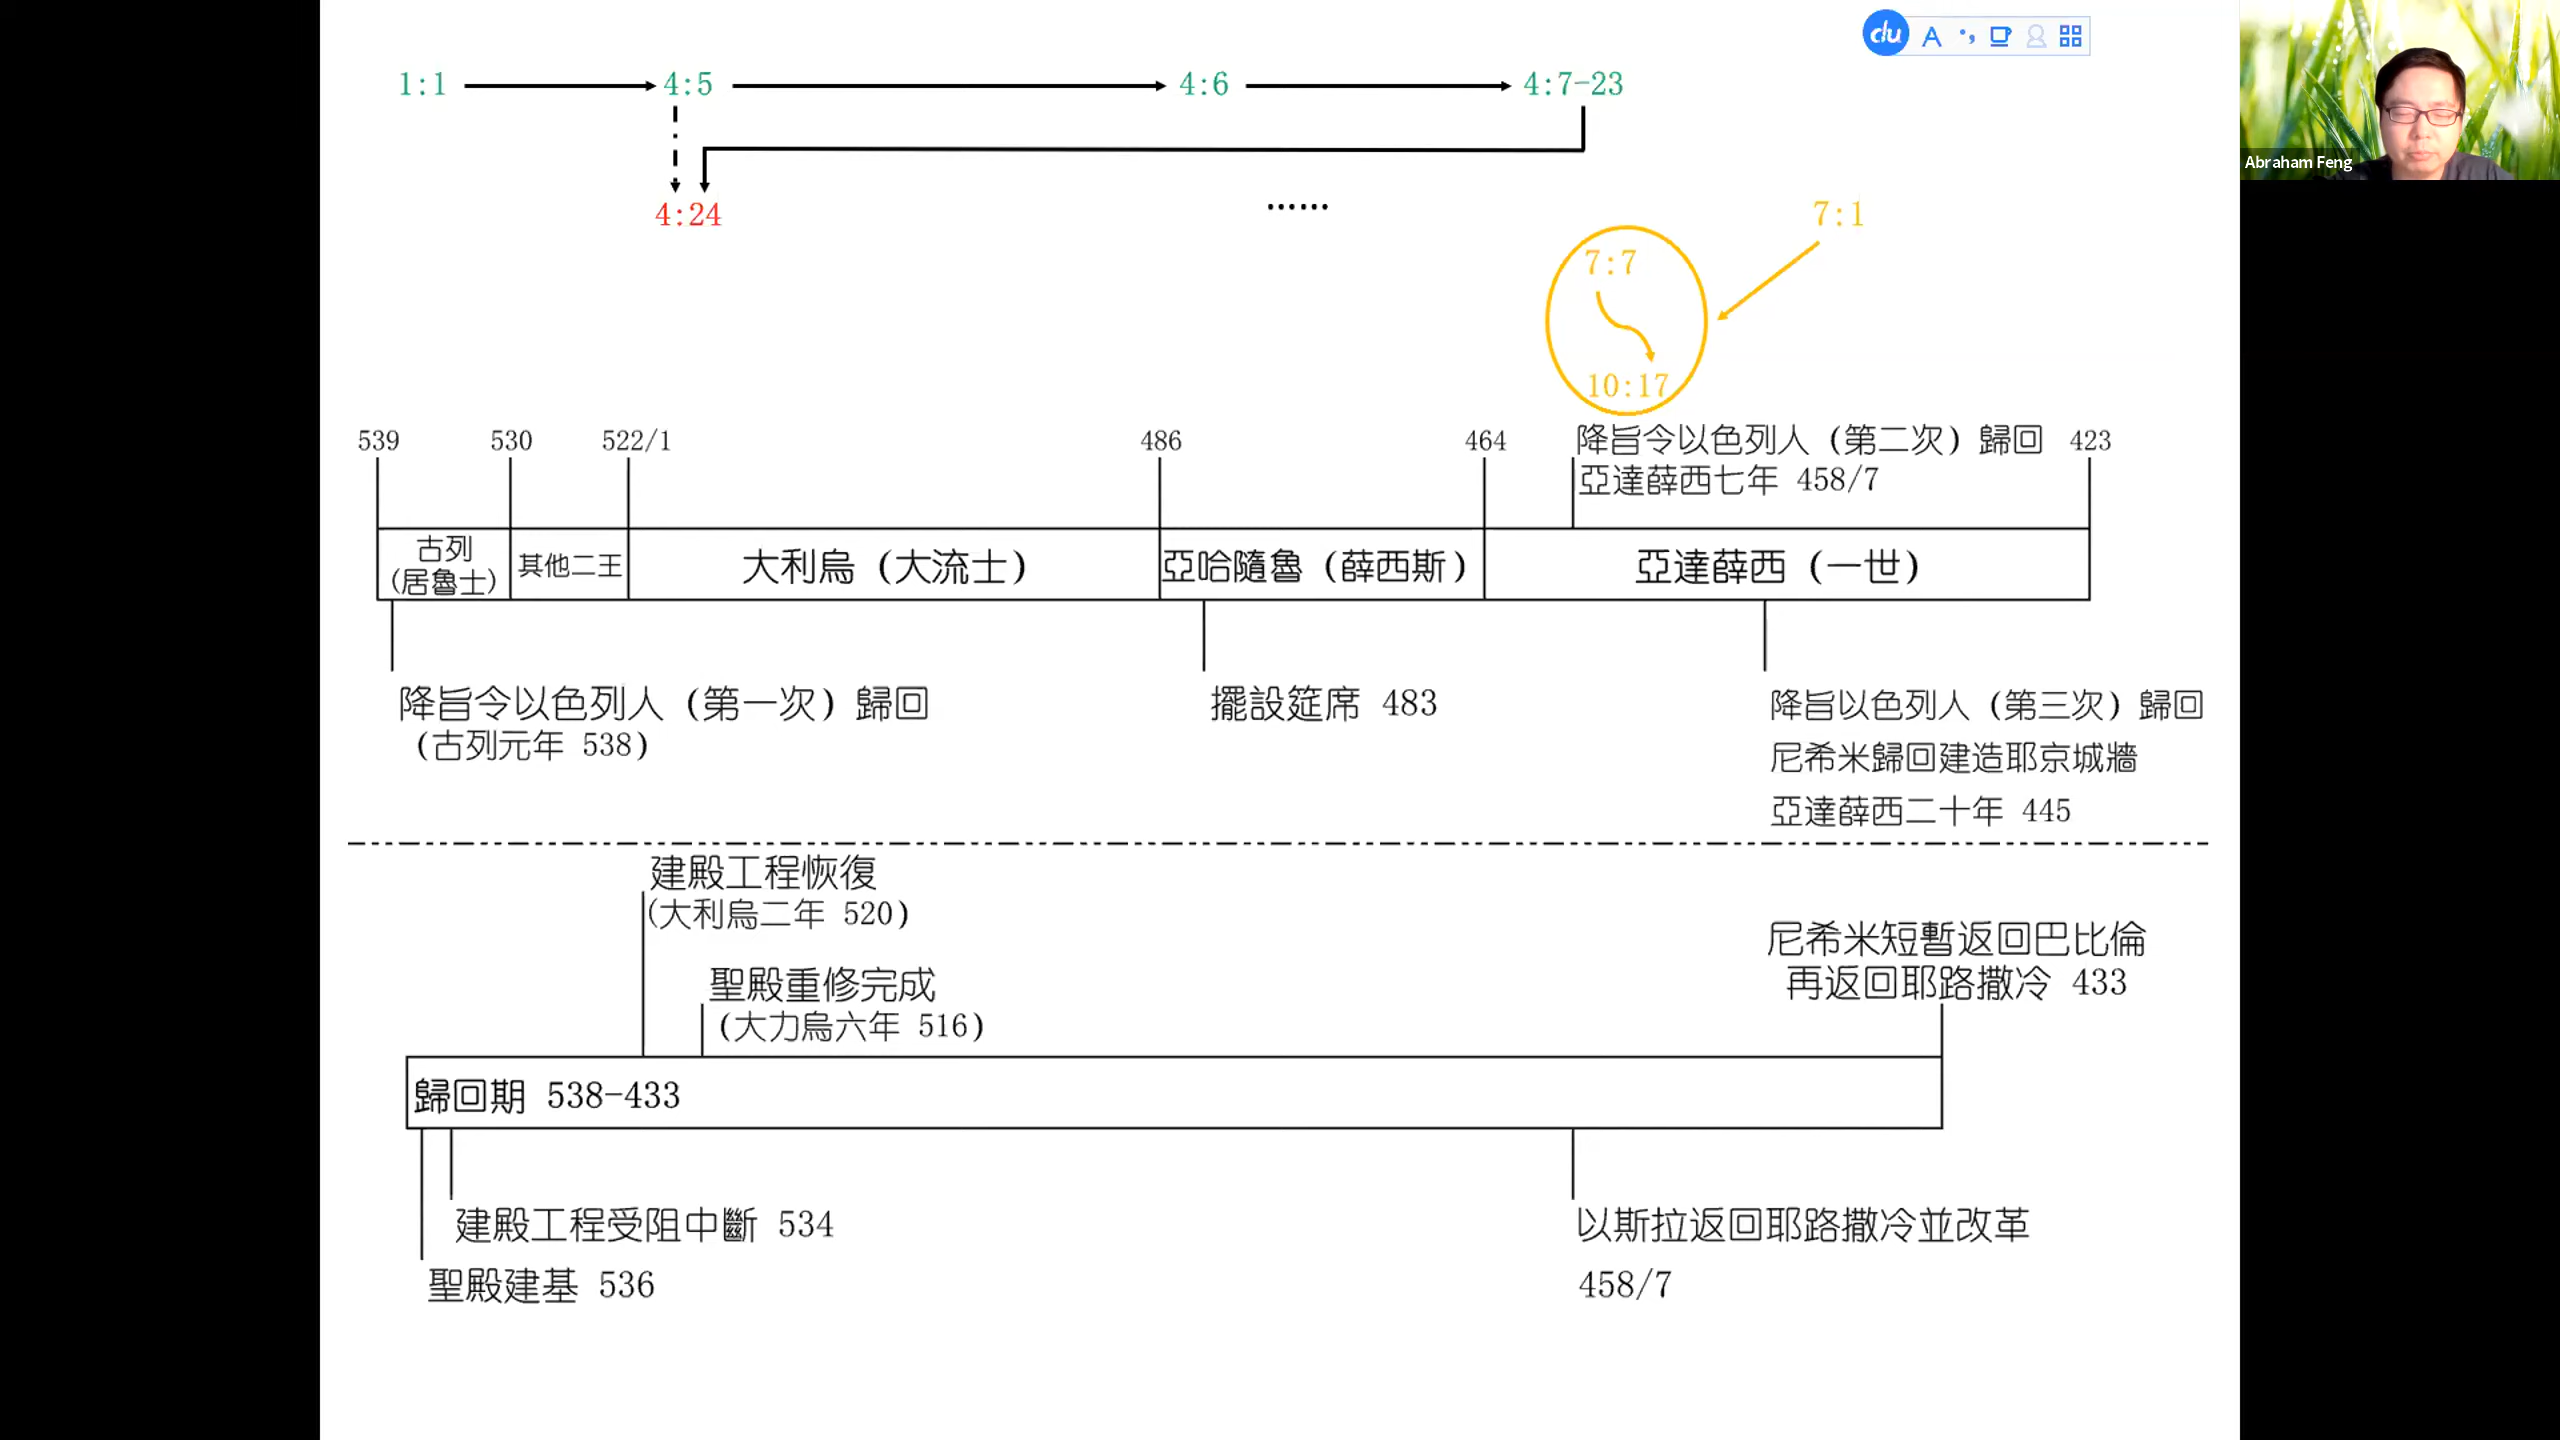 1:1 4:5 4:6 4:7-23
Abraham Feng
4:24 ...... 7:1
7:7
10:17
539 530 522/1 486 464 降旨令以色列人（第二次）歸回 423
亞達薛西七年 458/7
古列
(居魯士)
其他二王
大利烏（大流士）
亞哈隨魯（薛西斯）
亞達薛西（一世）
降旨令以色列人（第一次）歸回
（古列元年 538）
擺設筵席 483
降旨以色列人（第三次）歸回
尼希米歸回建造耶京城牆
亞達薛西二十年 445
建殿工程恢復
(大利烏二年 520)
聖殿重修完成
（大力烏六年 516）
尼希米短暫返回巴比倫
再返回耶路撒冷 433
歸回期 538-433
建殿工程受阻中斷 534
聖殿建基 536
以斯拉返回耶路撒冷並改革
458/7
du A